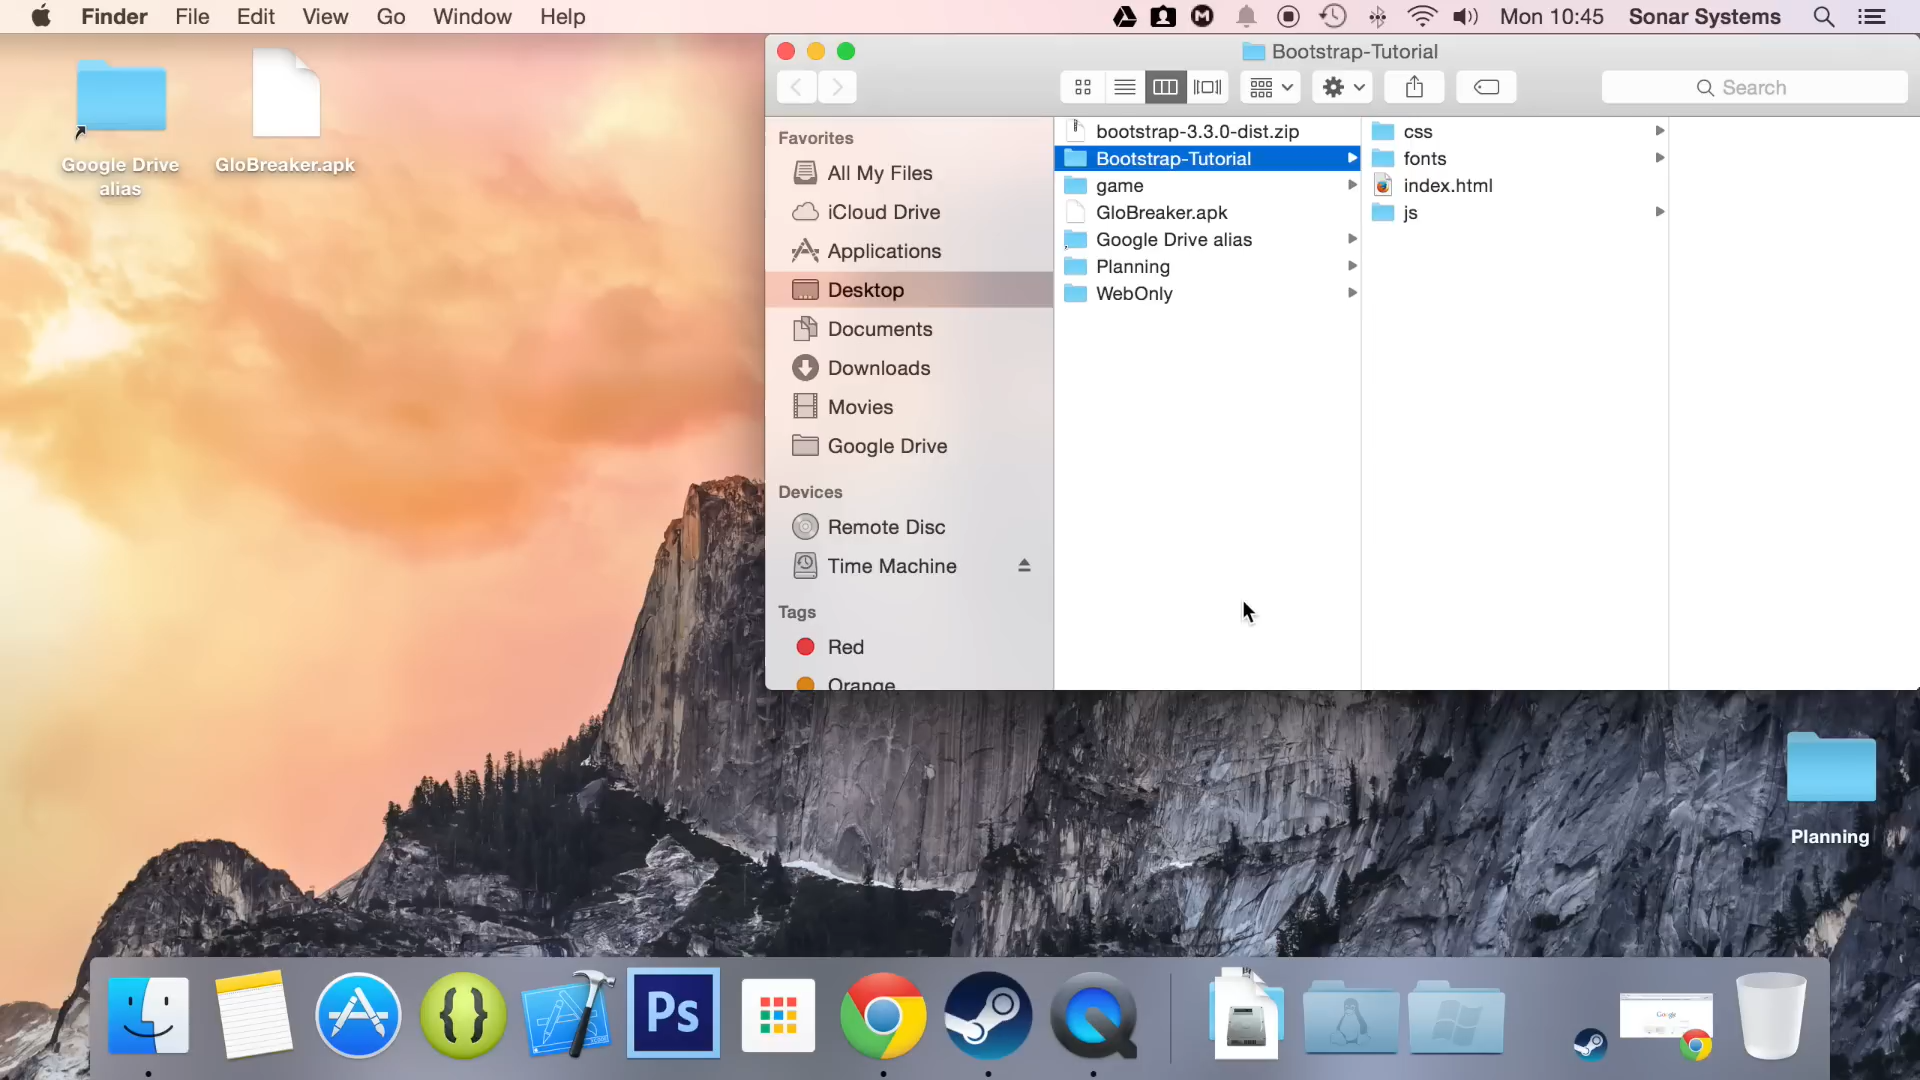 Finder File Edit View Go Window Help Mon 10:45 Sonar Systems
Bootstrap-Tutorial
Search
Google Drive
alias
GloBreaker.apk
Favorites
All My Files
iCloud Drive
Applications
Desktop
Documents
Downloads
Movies
Google Drive
Devices
Remote Disc
Time Machine
Tags
Red
Orange
bootstrap-3.3.0-dist.zip
Bootstrap-Tutorial
game
GloBreaker.apk
Google Drive alias
Planning
WebOnly
css
fonts
index.html
js
Planning
Ps
Google